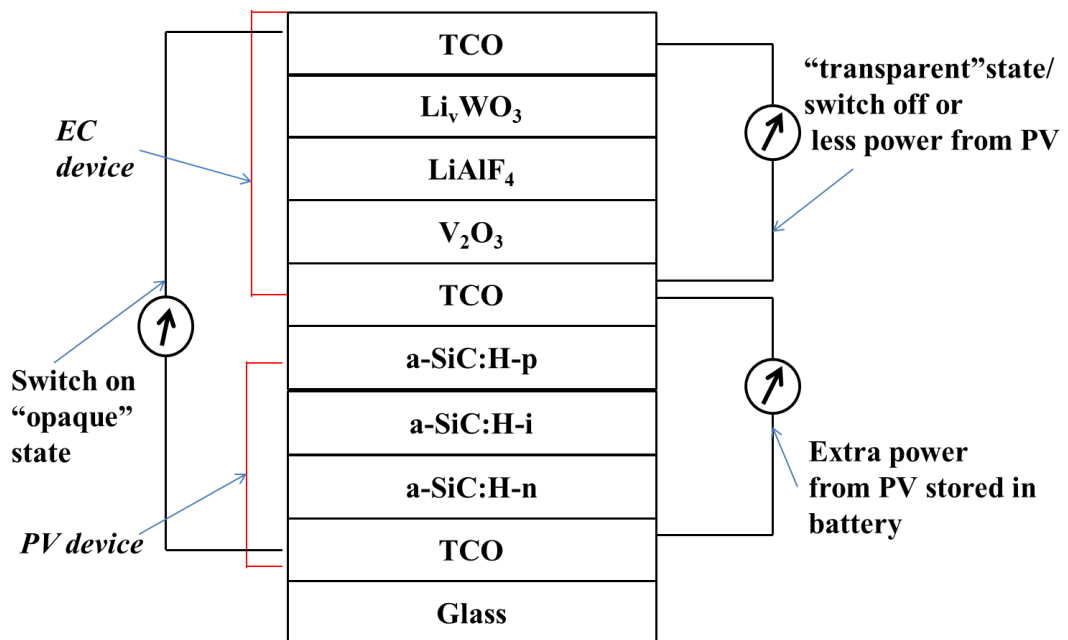 TCO
LiᵥWO₃
LiAlF₄
V₂O₃
TCO
a-SiC:H-p
a-SiC:H-i
a-SiC:H-n
TCO
Glass
EC
device
Switch on
“opaque”
state
PV device
“transparent”state/
switch off or
less power from PV
Extra power
from PV stored in
battery